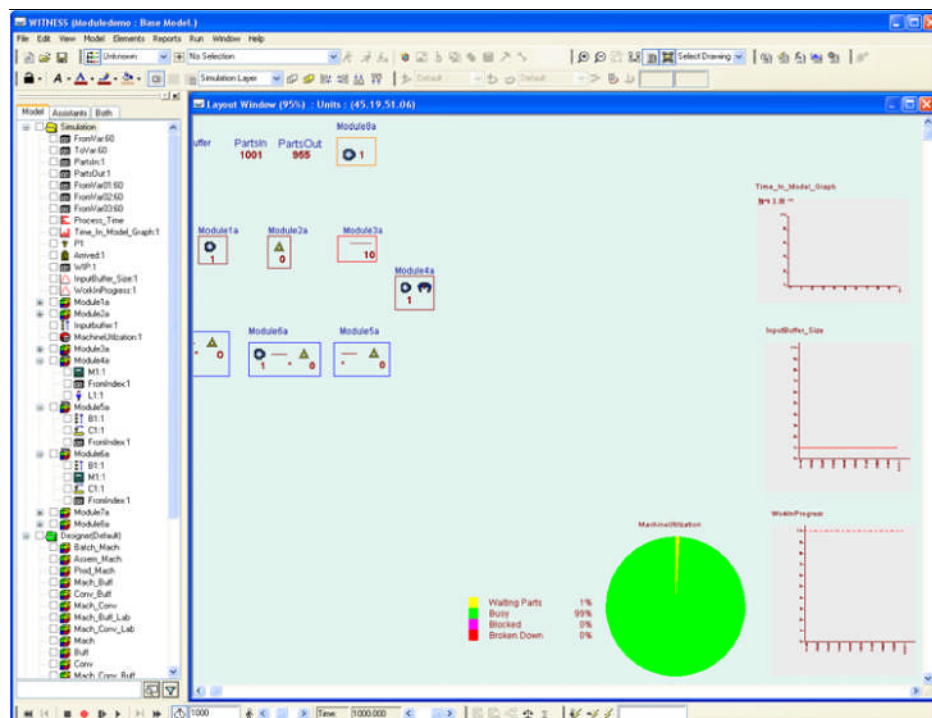 WITNESS (Moduledemo : Base Model.)
File Edit View Model Elements Reports Run Window Help
Unknown No Selection Select Drawing
Simulation Layer Default Default
Layout Window (95%) : Units : (45.19,51.06)
Model Assistants Both
Simulation
FromVar:60
ToVar:60
PartsIn:1
PartsOut:1
FromVar01:60
FromVar02:60
FromVar03:60
Process_Time
Time_In_Model_Graph:1
P1
Arrived:1
WIP:1
InputBuffer_Size:1
WorkInProgress:1
Module1a
Module2a
Inputbuffer:1
MachineUtilization:1
Module3a
Module4a
M1:1
FromIndex:1
L1:1
Module5a
B1:1
C1:1
FromIndex:1
Module6a
B1:1
M1:1
C1:1
FromIndex:1
Module7a
Module8a
Designer(Default)
Batch_Mach
Assem_Mach
Prod_Mach
Mach_Buff
Conv_Buff
Mach_Conv
Mach_Buff_Lab
Mach_Conv_Lab
Mach
Buff
Conv
Mach_Conv_Buff
uffer PartsIn PartsOut Module8a
1001 955 1
Module1a Module2a Module3a
1 0 10
Module4a
1
Module6a Module5a
0 1 0 0
Time_In_Model_Graph
InputBuffer_Size
WorkInProgress
MachineUtilization
Waiting Parts 1%
Busy 99%
Blocked 0%
Broken Down 0%
1000 Time: 1000.000